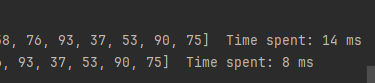 58, 76, 93, 37, 53, 90, 75]  Time spent: 14 ms
, 93, 37, 53, 90, 75]  Time spent: 8 ms